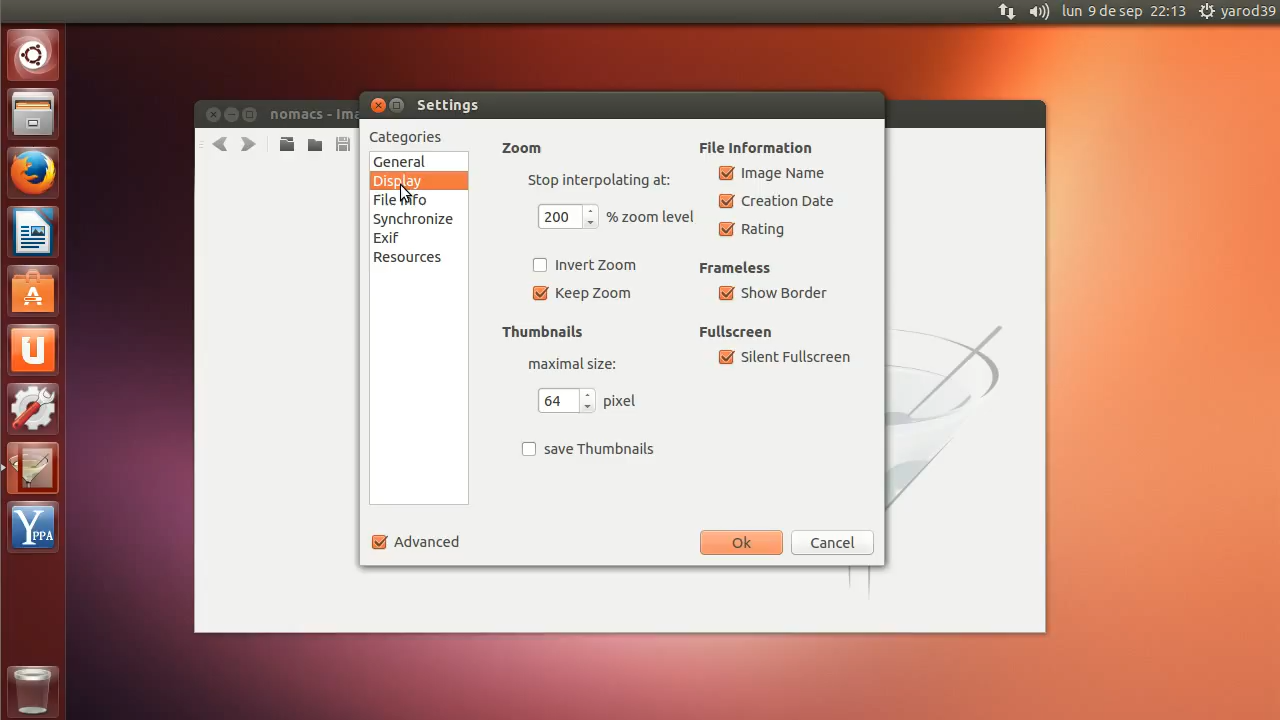 lun 9 de sep 22:13 yarod39
nomacs - Ima
Settings
Categories
General
Display
File Info
Synchronize
Exif
Resources
Zoom
Stop interpolating at:
200 % zoom level
Invert Zoom
Keep Zoom
Thumbnails
maximal size:
64 pixel
save Thumbnails
File Information
Image Name
Creation Date
Rating
Frameless
Show Border
Fullscreen
Silent Fullscreen
Advanced
Ok
Cancel
YPPA